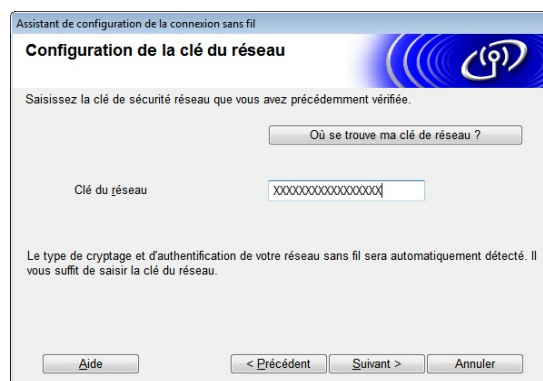 Assistant de configuration de la connexion sans fil
Configuration de la clé du réseau
Saisissez la clé de sécurité réseau que vous avez précédemment vérifiée.
Où se trouve ma clé de réseau ?
Clé du réseau XXXXXXXXXXXXXXXXX
Le type de cryptage et d'authentification de votre réseau sans fil sera automatiquement détecté. Il
vous suffit de saisir la clé du réseau.
Aide < Précédent Suivant > Annuler